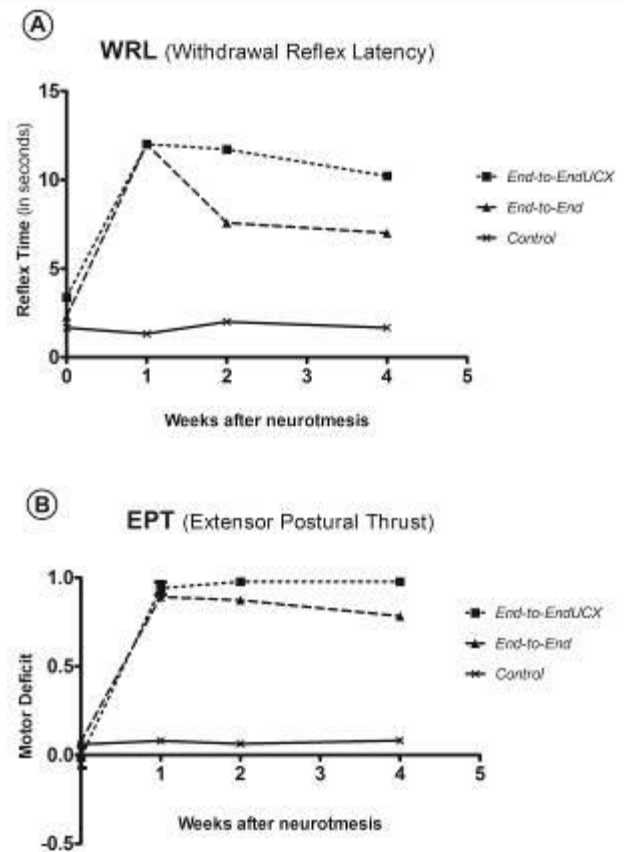 A
WRL (Withdrawal Reflex Latency)
15
10
5
0
Reflex Time (in seconds)
0 1 2 3 4 5
Weeks after neurotmesis
End-to-EndUCX
End-to-End
Control
B
EPT (Extensor Postural Thrust)
1.0
0.5
0.0
-0.5
Motor Deficit
1 2 3 4 5
Weeks after neurotmesis
End-to-EndUCX
End-to-End
Control